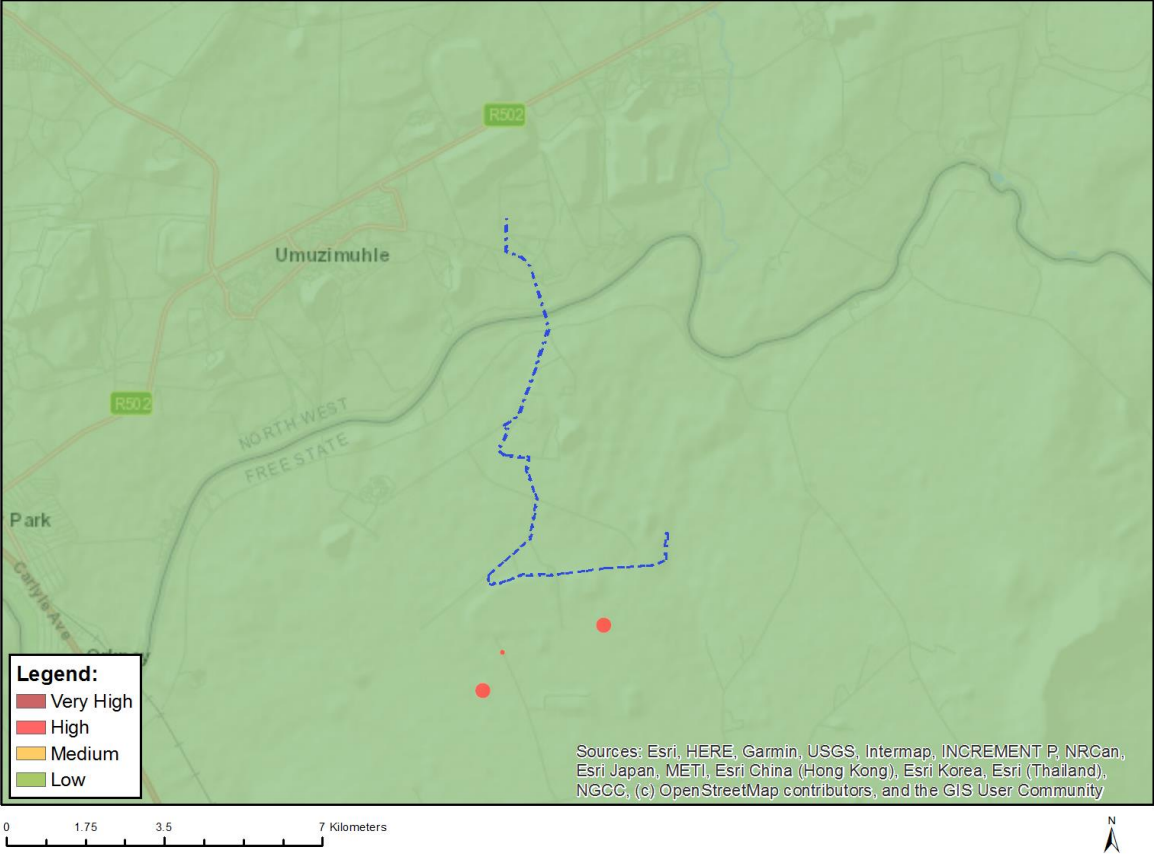 R502
Umuzimuhle
R502
NORTH WEST
FREE STATE
Park
Carlyle Ave
Orkney
Legend:
Very High
High
Medium
Low
Sources: Esri, HERE, Garmin, USGS, Intermap, INCREMENT P, NRCan,
Esri Japan, METI, Esri China (Hong Kong), Esri Korea, Esri (Thailand),
NGCC, (c) OpenStreetMap contributors, and the GIS User Community
0 1.75 3.5 7 Kilometers
N